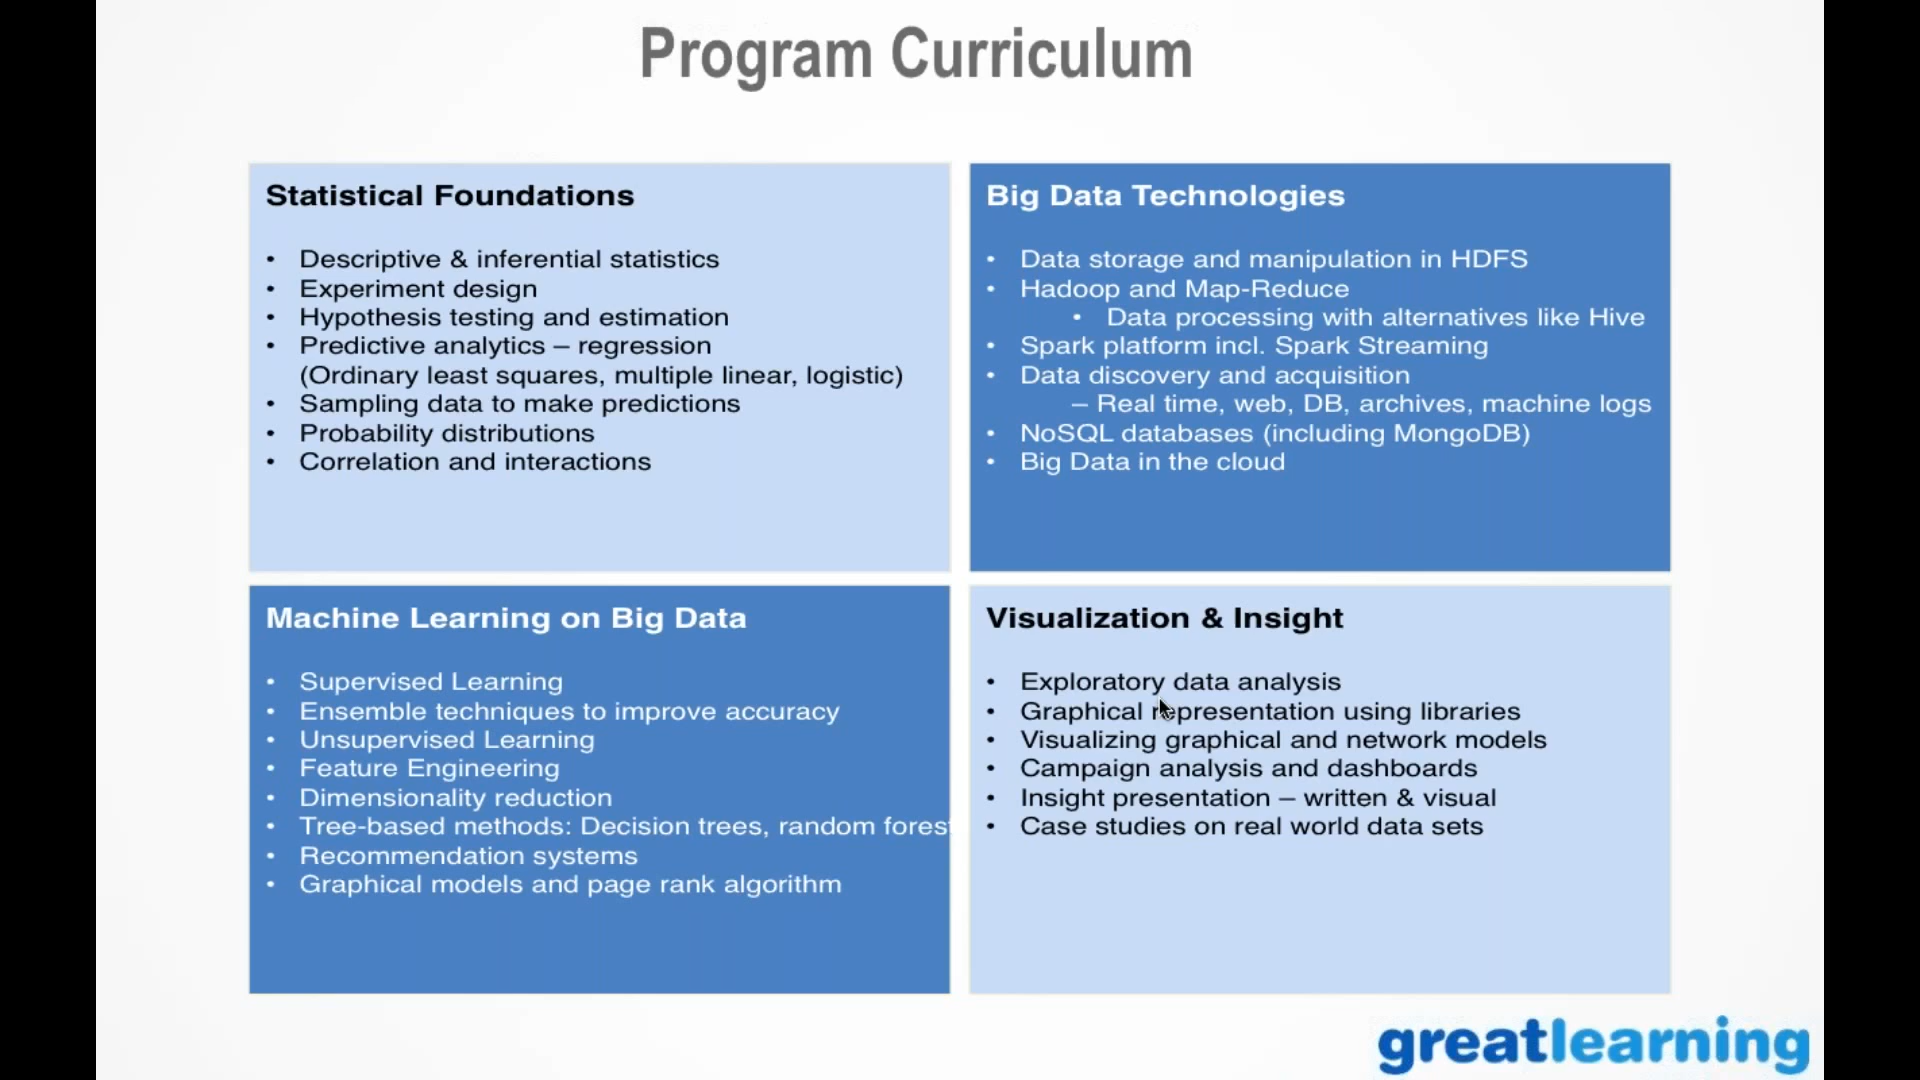 Program Curriculum
Statistical Foundations
• Descriptive & inferential statistics
• Experiment design
• Hypothesis testing and estimation
• Predictive analytics – regression
(Ordinary least squares, multiple linear, logistic)
• Sampling data to make predictions
• Probability distributions
• Correlation and interactions
Big Data Technologies
• Data storage and manipulation in HDFS
• Hadoop and Map-Reduce
• Data processing with alternatives like Hive
• Spark platform incl. Spark Streaming
• Data discovery and acquisition
– Real time, web, DB, archives, machine logs
• NoSQL databases (including MongoDB)
• Big Data in the cloud
Machine Learning on Big Data
• Supervised Learning
• Ensemble techniques to improve accuracy
• Unsupervised Learning
• Feature Engineering
• Dimensionality reduction
• Tree-based methods: Decision trees, random forest
• Recommendation systems
• Graphical models and page rank algorithm
Visualization & Insight
• Exploratory data analysis
• Graphical representation using libraries
• Visualizing graphical and network models
• Campaign analysis and dashboards
• Insight presentation – written & visual
• Case studies on real world data sets
greatlearning